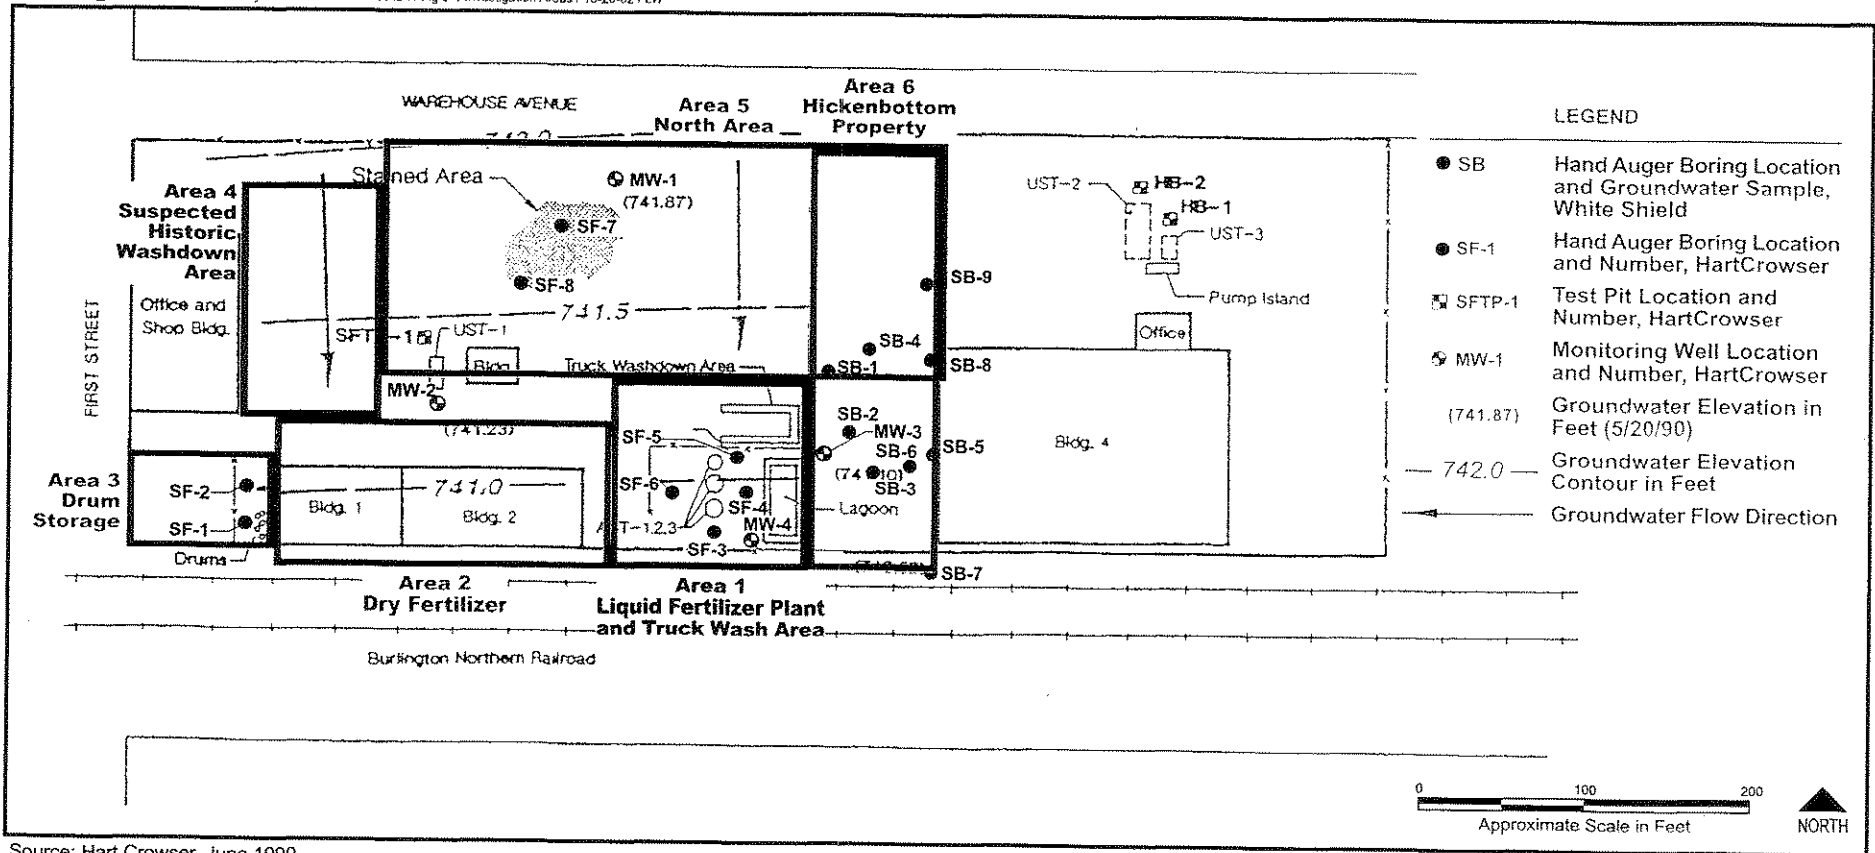 WAREHOUSE AVENUE
742.0
Area 5
North Area
Area 6
Hickenbottom
Property
Area 4
Suspected
Historic
Washdown
Area
Stained Area
MW-1
(741.87)
SF-7
SF-8
741.5
Office and
Shop Bldg.
FIRST STREET
UST-1
Bldg
Truck Washdown Area
MW-2
(741.23)
SB-9
SB-4
SB-1
SB-8
SB-2
MW-3
SB-6
SB-5
SB-3
UST-2
HB-2
HB-1
UST-3
Pump Island
Office
Bldg. 4
Area 3
Drum
Storage
SF-2
SF-1
Drums
741.0
Bldg. 1
Bldg. 2
SF-5
SF-6
SF-4
MW-4
SF-3
Lagoon
SB-7
Area 2
Dry Fertilizer
Area 1
Liquid Fertilizer Plant
and Truck Wash Area
Burlington Northern Railroad
LEGEND
SB Hand Auger Boring Location
and Groundwater Sample,
White Shield
SF-1 Hand Auger Boring Location
and Number, HartCrowser
SFTP-1 Test Pit Location and
Number, HartCrowser
MW-1 Monitoring Well Location
and Number, HartCrowser
(741.87) Groundwater Elevation in
Feet (5/20/90)
742.0 Groundwater Elevation
Contour in Feet
Groundwater Flow Direction
0 100 200
Approximate Scale in Feet
NORTH
Source: Hart Crowser, June 1990